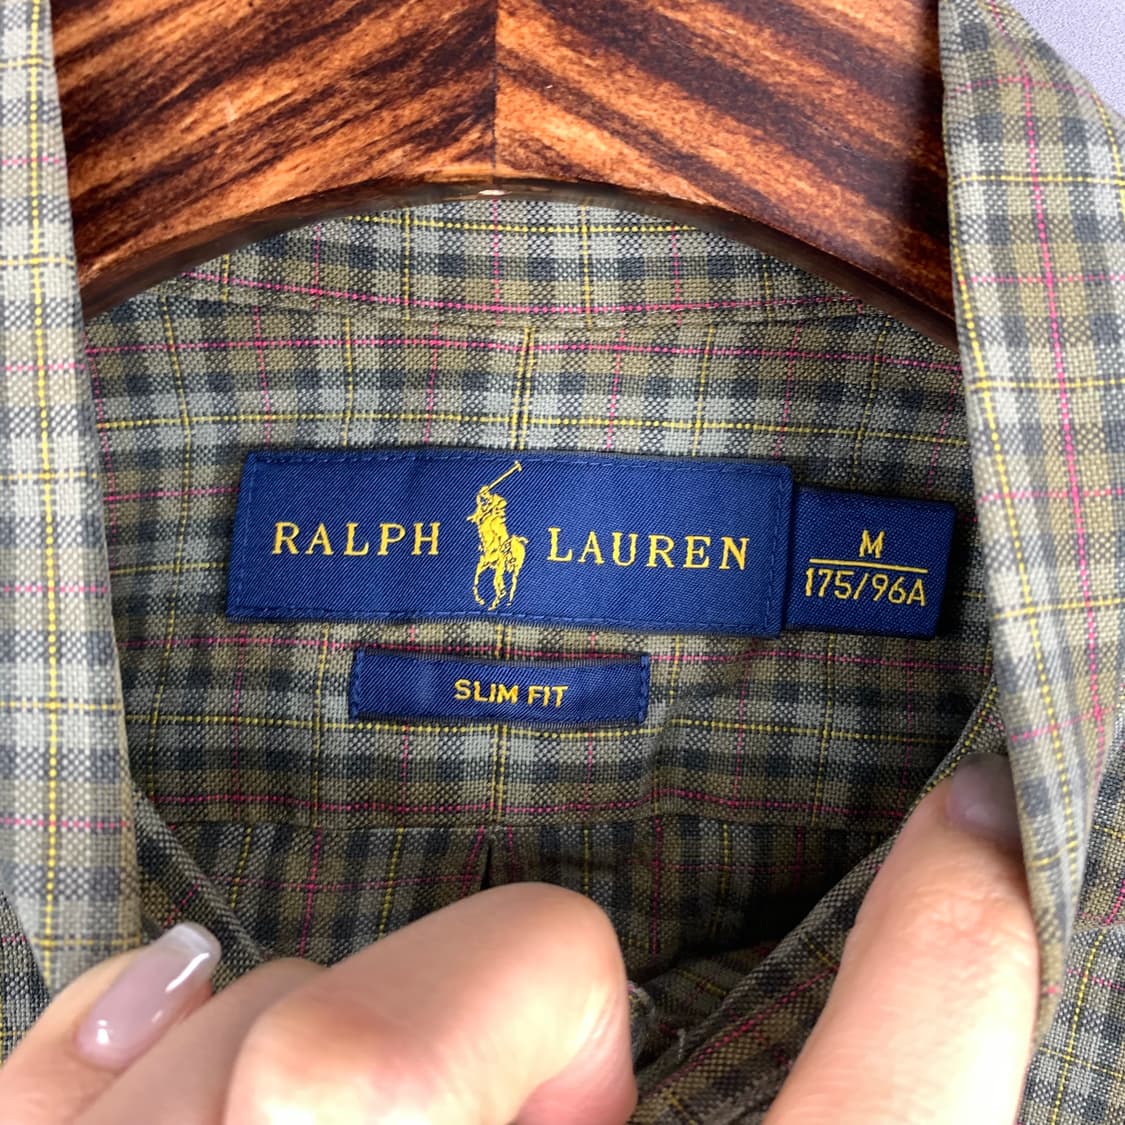 RALPH LAUREN
M
175/96A
SLIM FIT